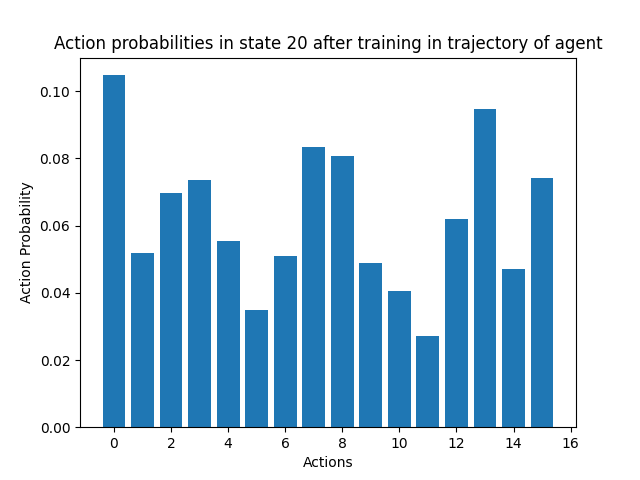 Action probabilities in state 20 after training in trajectory of agent
0.10
0.08
0.06
0.04
0.02
0.00
Action Probability
0 2 4 6 8 10 12 14 16
Actions